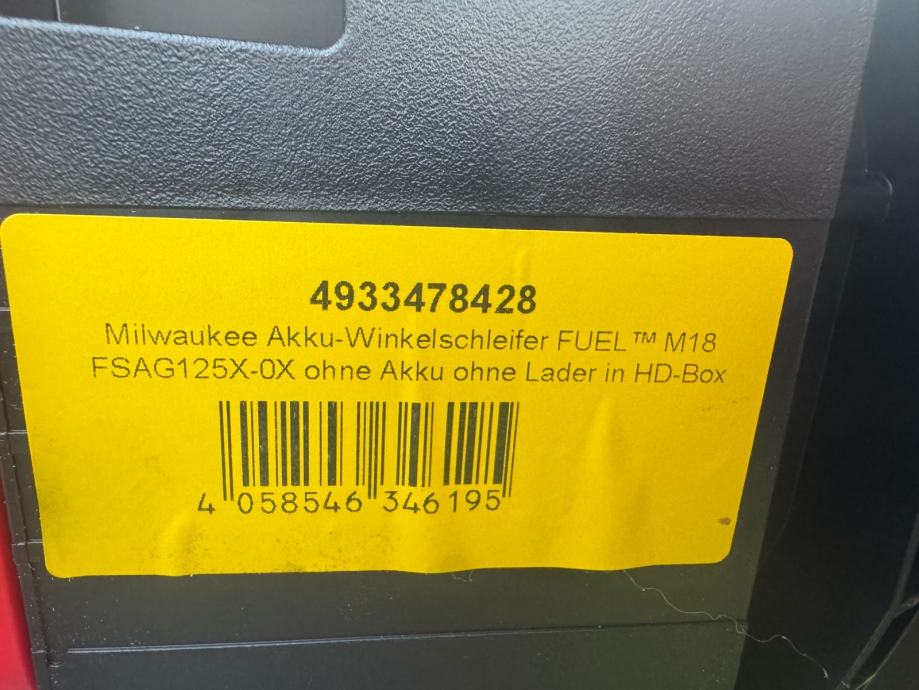 4933478428
Milwaukee Akku-Winkelschleifer FUEL™ M18
FSAG125X-0X ohne Akku ohne Lader in HD-Box
4 058546 346195